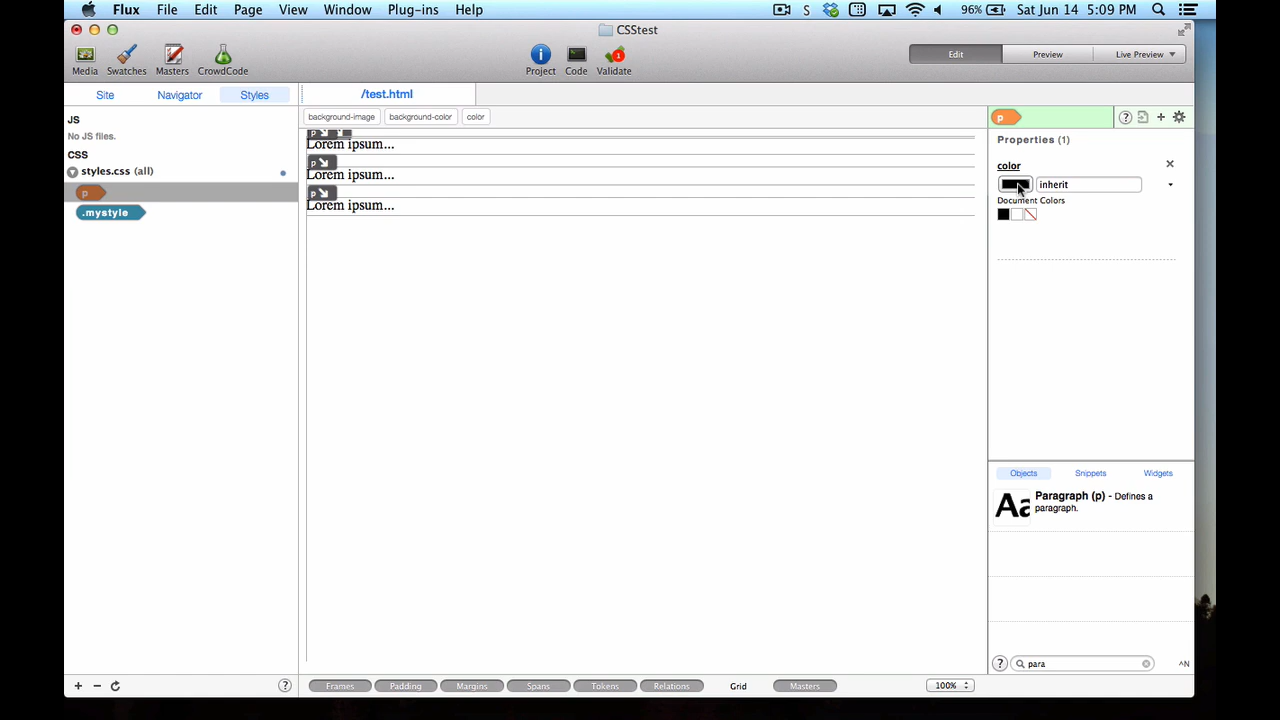 Flux File Edit Page View Window Plug-ins Help S 96% Sat Jun 14 5:09 PM
CSStest
Media Swatches Masters CrowdCode Project Code 1 Validate Edit Preview Live Preview
Site Navigator Styles /test.html
background-image background-color color p ?
JS
No JS files.
CSS
styles.css (all)
p
.mystyle
p
Lorem ipsum...
p
Lorem ipsum...
p
Lorem ipsum...
Properties (1)
color
inherit
Document Colors
Objects Snippets Widgets
Aa Paragraph (p) - Defines a
paragraph.
? para ^N
+ − ? Frames Padding Margins Spans Tokens Relations Grid Masters 100%